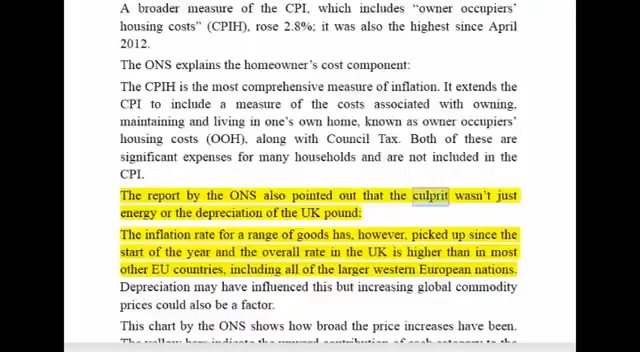 A broader measure of the CPI, which includes “owner occupiers’
housing costs” (CPIH), rose 2.8%; it was also the highest since April
2012.
The ONS explains the homeowner’s cost component:
The CPIH is the most comprehensive measure of inflation. It extends the
CPI to include a measure of the costs associated with owning,
maintaining and living in one’s own home, known as owner occupiers’
housing costs (OOH), along with Council Tax. Both of these are
significant expenses for many households and are not included in the
CPI.
The report by the ONS also pointed out that the culprit wasn’t just
energy or the depreciation of the UK pound:
The inflation rate for a range of goods has, however, picked up since the
start of the year and the overall rate in the UK is higher than in most
other EU countries, including all of the larger western European nations.
Depreciation may have influenced this but increasing global commodity
prices could also be a factor.
This chart by the ONS shows how broad the price increases have been.